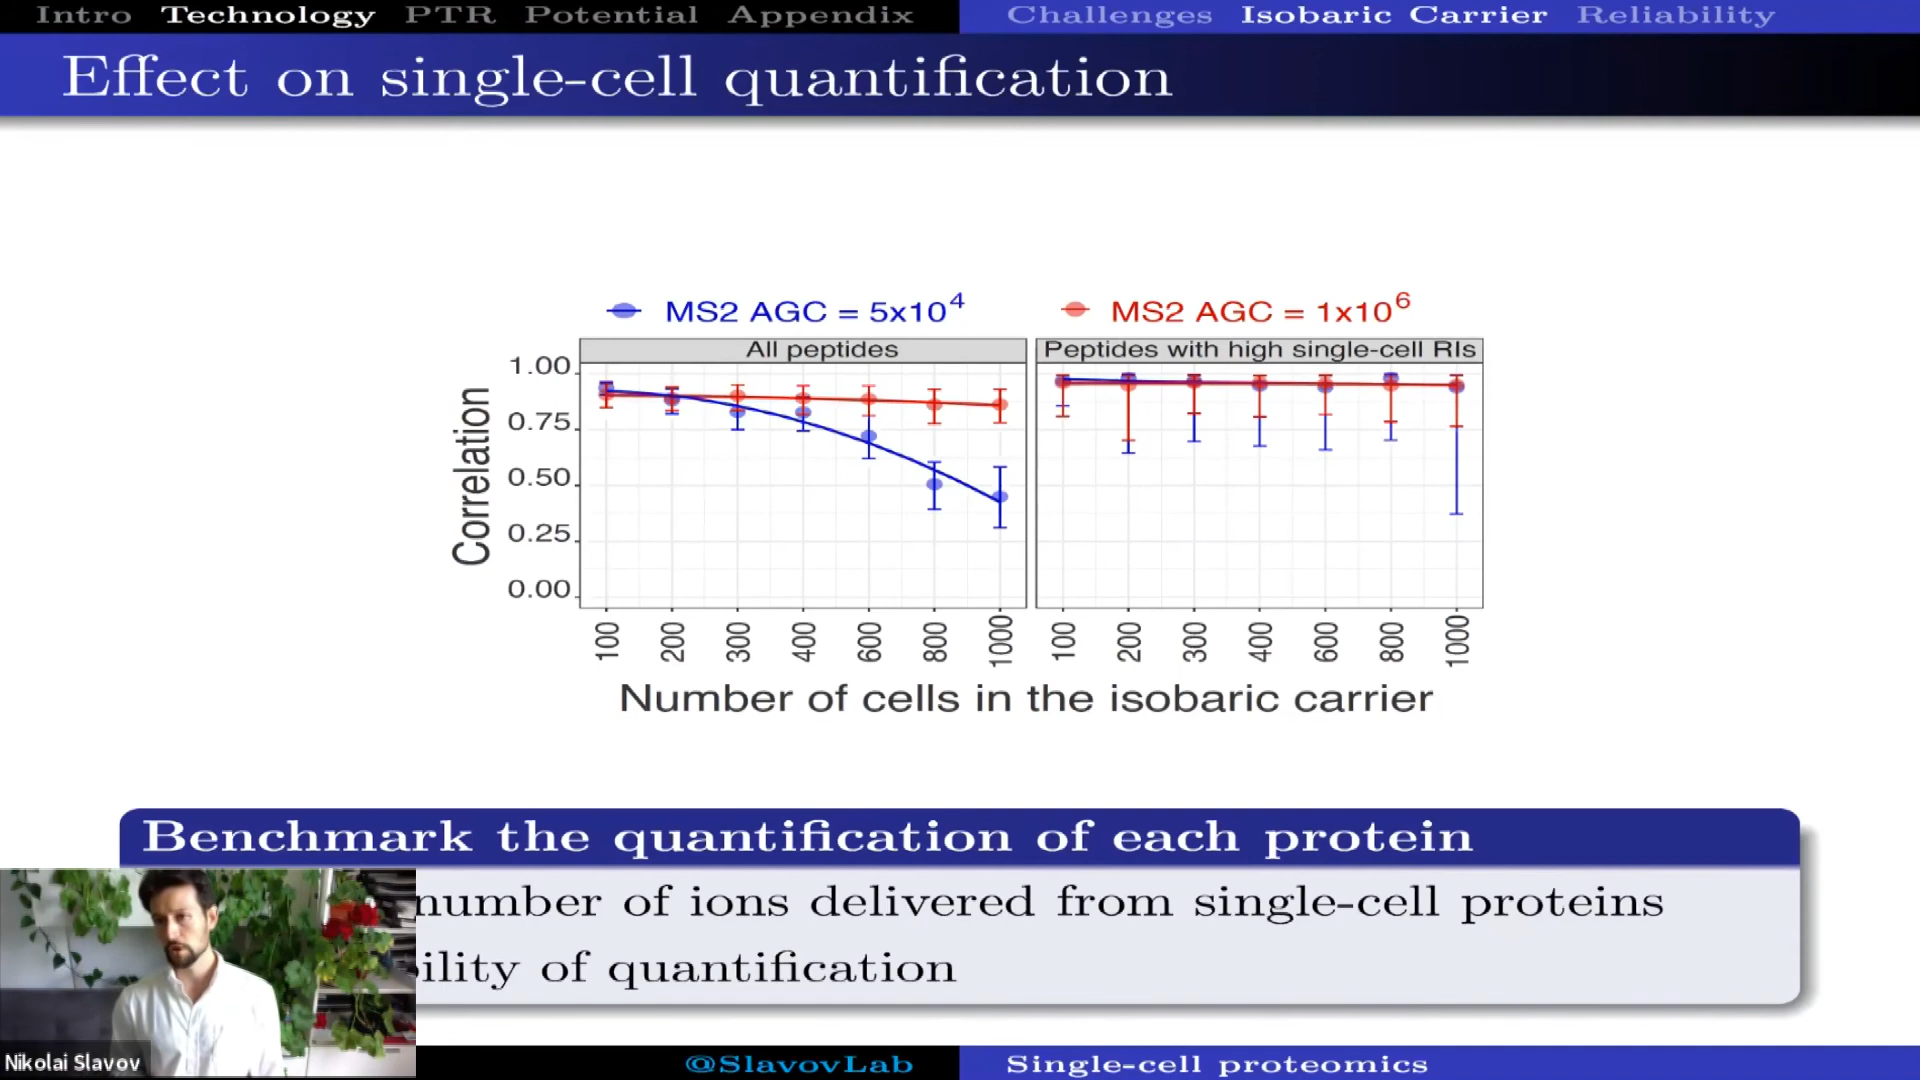 Intro Technology PTR Potential Appendix Challenges Isobaric Carrier Reliability
Effect on single-cell quantification
MS2 AGC = 5x10^4 MS2 AGC = 1x10^6
All peptides Peptides with high single-cell RIs
Correlation
1.00
0.75
0.50
0.25
0.00
100 200 300 400 600 800 1000 100 200 300 400 600 800 1000
Number of cells in the isobaric carrier
Benchmark the quantification of each protein
number of ions delivered from single-cell proteins
of quantification
Nikolai Slavov
@SlavovLab Single-cell proteomics